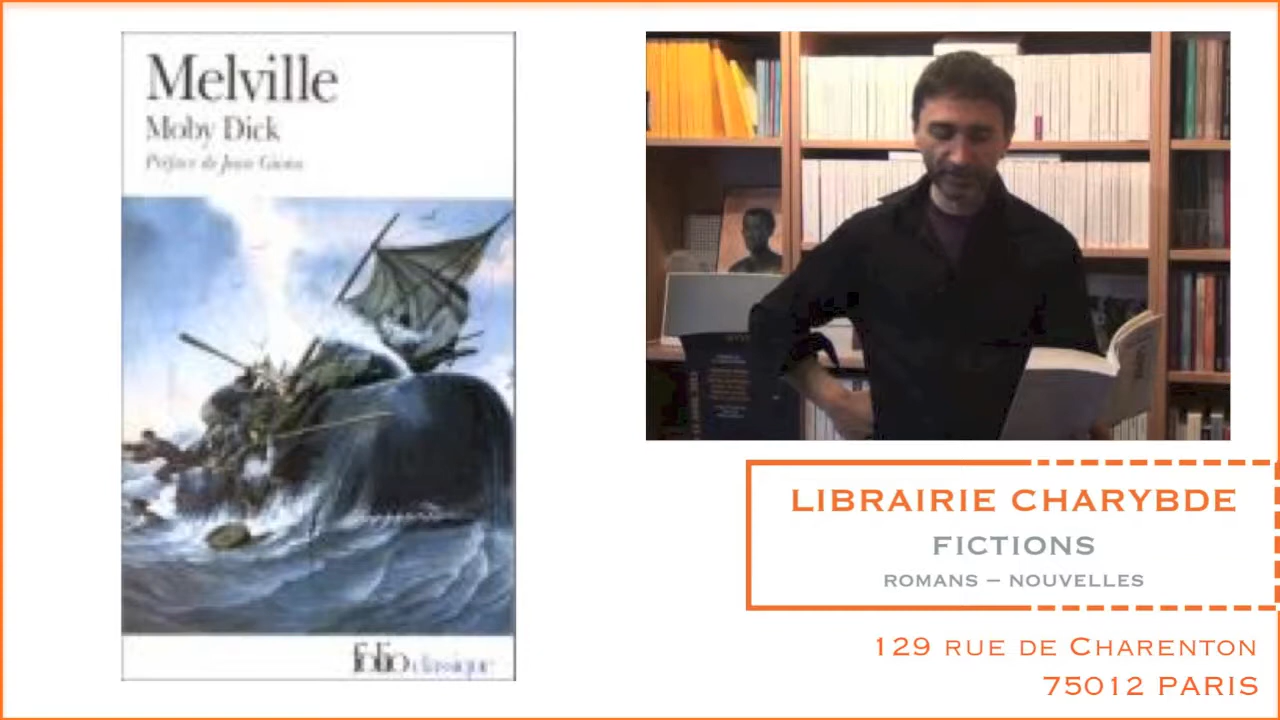 Melville
Moby Dick
Préface de Jean Giono
folio classique
LIBRAIRIE CHARYBDE
FICTIONS
ROMANS – NOUVELLES
129 RUE DE CHARENTON
75012 PARIS